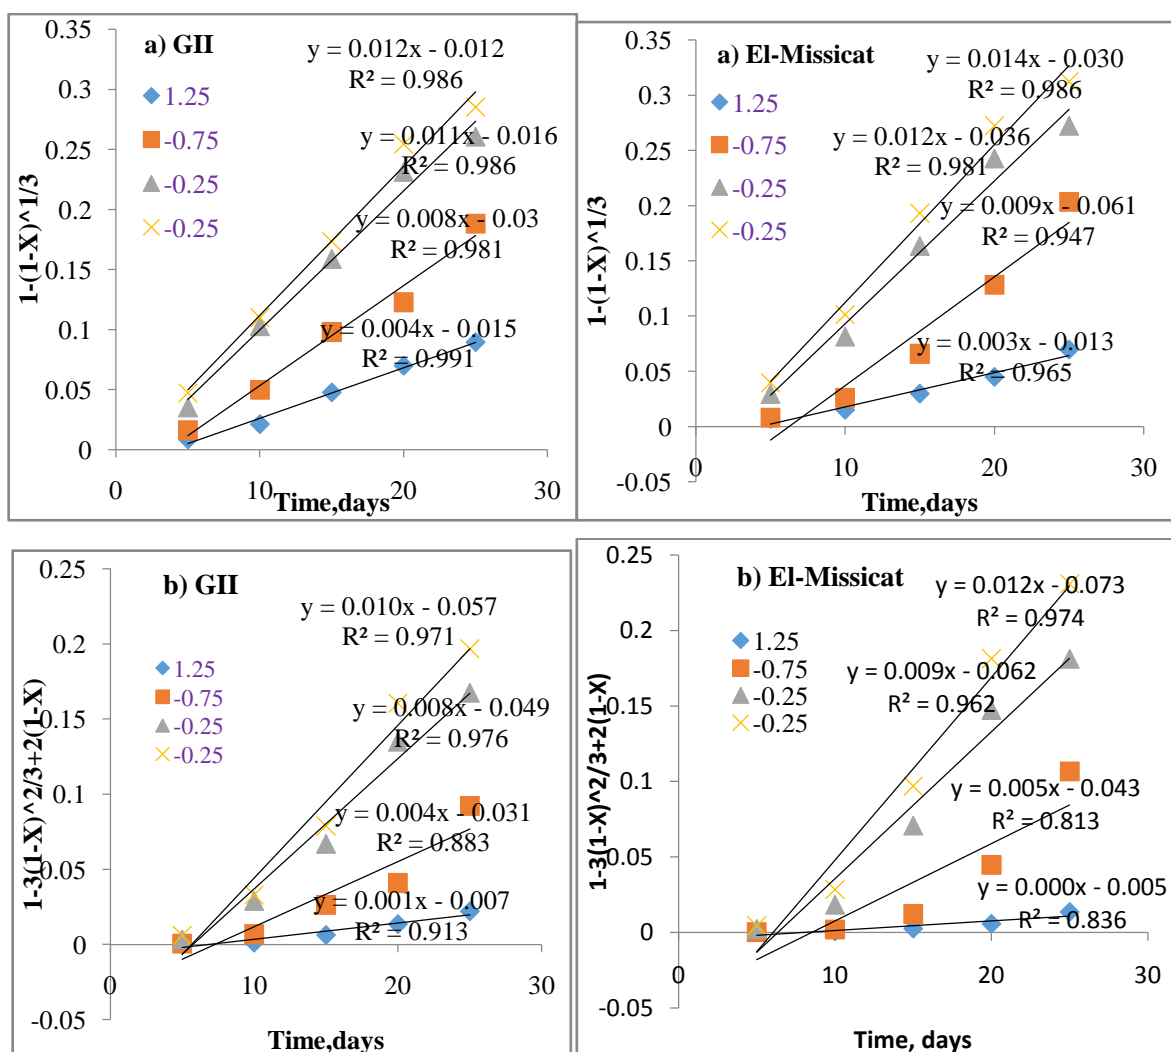 a) GII
y = 0.012x - 0.012
R² = 0.986
1.25
-0.75
-0.25
-0.25
y = 0.011x - 0.016
R² = 0.986
y = 0.008x - 0.03
R² = 0.981
y = 0.004x - 0.015
R² = 0.991
1-(1-X)^1/3
0.35
0.3
0.25
0.2
0.15
0.1
0.05
0
0 10 20 30
Time,days
a) El-Missicat
y = 0.014x - 0.030
R² = 0.986
1.25
-0.75
-0.25
-0.25
y = 0.012x - 0.036
R² = 0.981
y = 0.009x - 0.061
R² = 0.947
y = 0.003x - 0.013
R² = 0.965
1-(1-X)^1/3
0.35
0.3
0.25
0.2
0.15
0.1
0.05
0
-0.05
0 10 20 30
Time,days
b) GII
y = 0.010x - 0.057
R² = 0.971
1.25
-0.75
-0.25
-0.25
y = 0.008x - 0.049
R² = 0.976
y = 0.004x - 0.031
R² = 0.883
y = 0.001x - 0.007
R² = 0.913
1-3(1-X)^2/3+2(1-X)
0.25
0.2
0.15
0.1
0.05
0
-0.05
0 10 20 30
Time,days
b) El-Missicat
y = 0.012x - 0.073
R² = 0.974
1.25
-0.75
-0.25
-0.25
y = 0.009x - 0.062
R² = 0.962
y = 0.005x - 0.043
R² = 0.813
y = 0.000x - 0.005
R² = 0.836
1-3(1-X)^2/3+2(1-X)
0.25
0.2
0.15
0.1
0.05
0
-0.05
0 10 20 30
Time, days